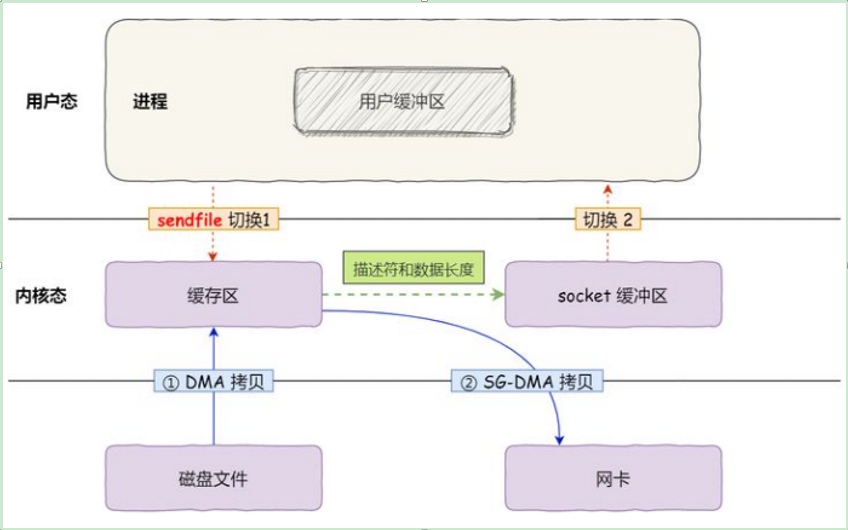 用户态
进程
用户缓冲区
sendfile 切换1
切换 2
描述符和数据长度
内核态
缓存区
socket 缓冲区
① DMA 拷贝
② SG-DMA 拷贝
磁盘文件
网卡